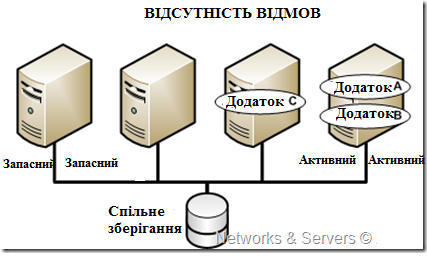 ВІДСУТНІСТЬ ВІДМОВ
Додаток A
Додаток C
Додаток B
Запасний Запасний Активний Активний
Спільне
зберігання
Networks & Servers ©